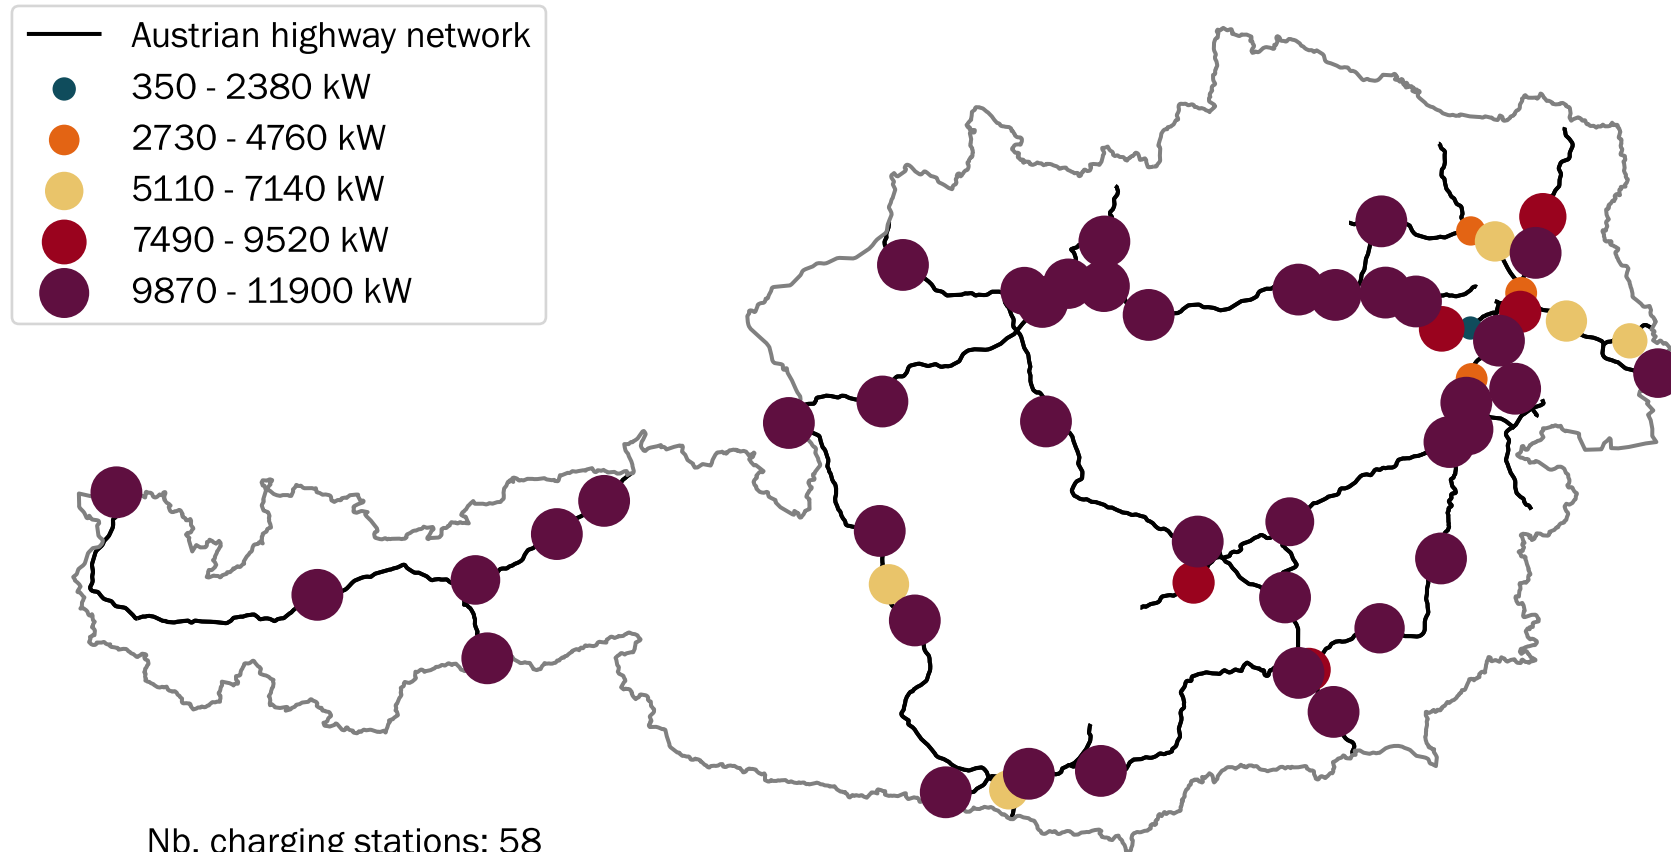 Austrian highway network
350 - 2380 kW
2730 - 4760 kW
5110 - 7140 kW
7490 - 9520 kW
9870 - 11900 kW
Nb. charging stations: 58